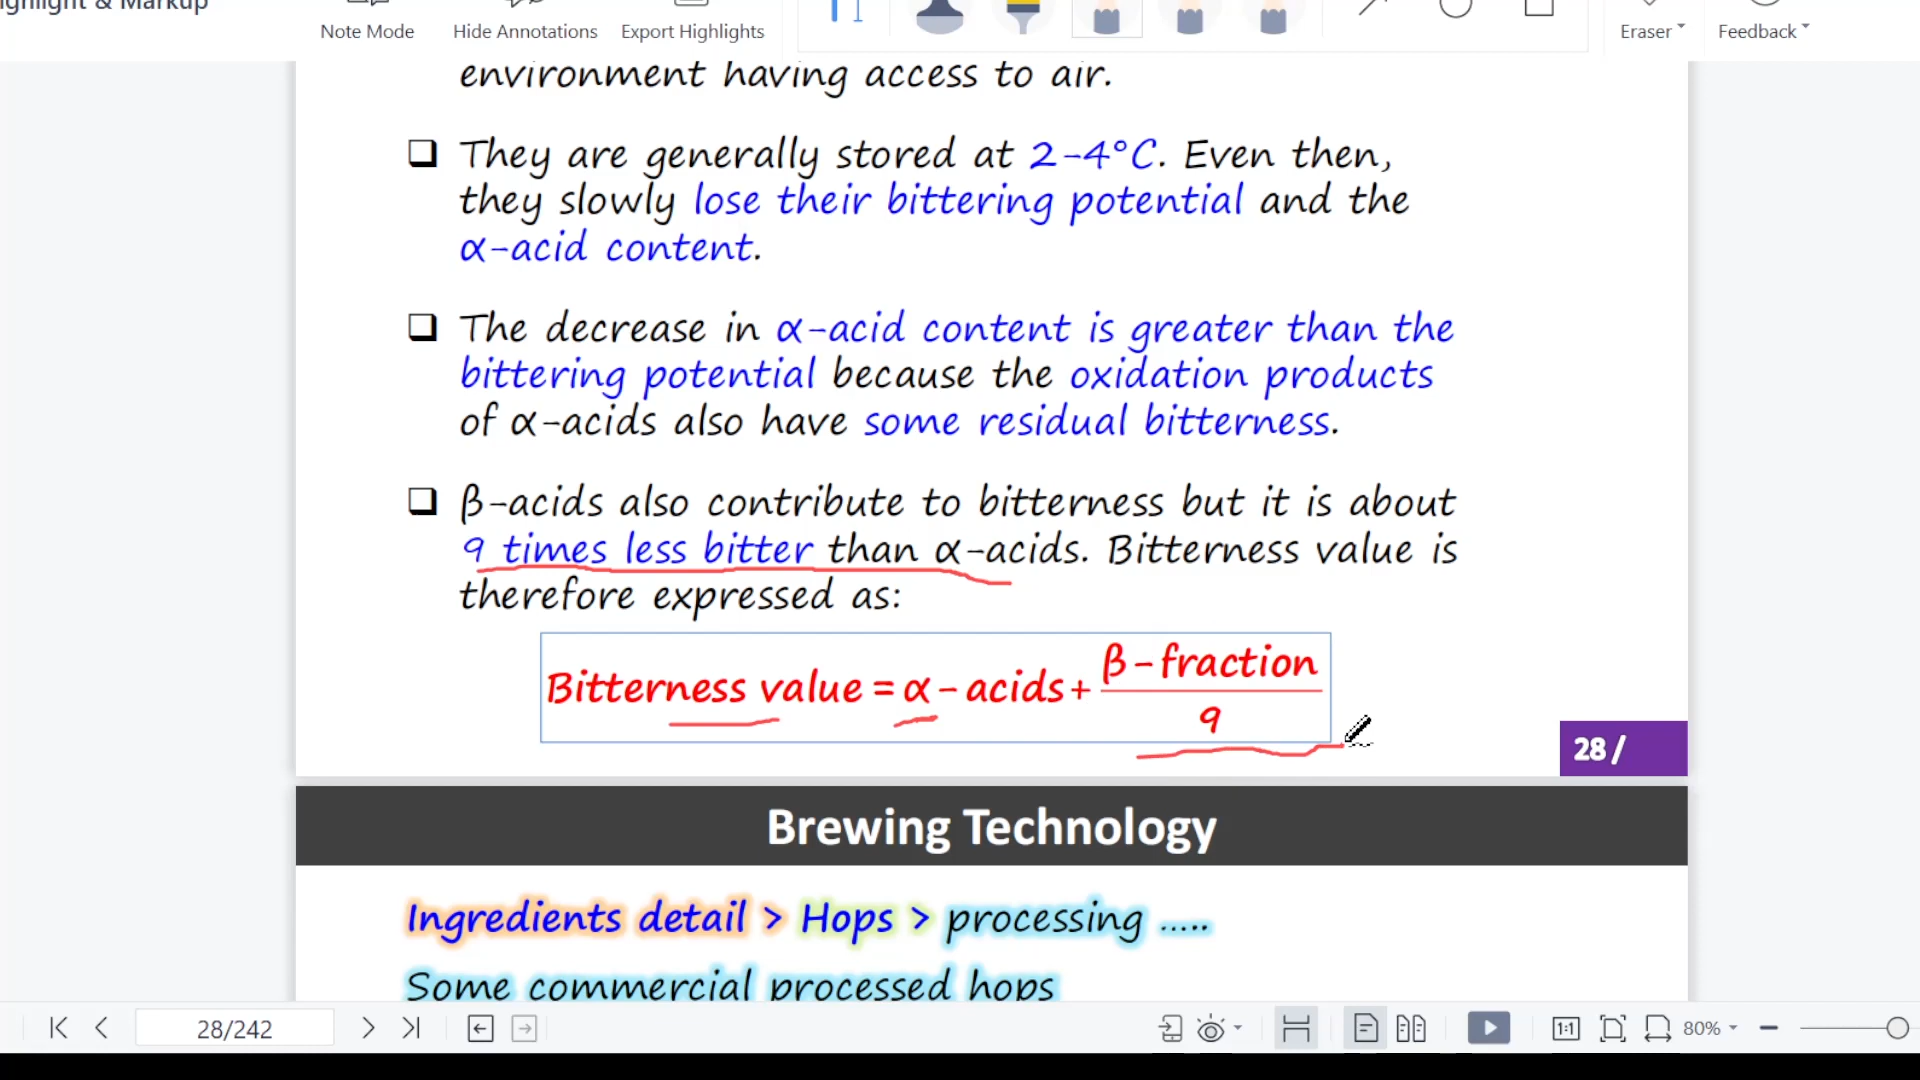 ighlight & Markup
Note Mode
Hide Annotations
Export Highlights
Eraser
Feedback
environment having access to air.
❑ They are generally stored at 2-4°C. Even then,
they slowly lose their bittering potential and the
α-acid content.
❑ The decrease in α-acid content is greater than the
bittering potential because the oxidation products
of α-acids also have some residual bitterness.
❑ β-acids also contribute to bitterness but it is about
9 times less bitter than α-acids. Bitterness value is
therefore expressed as:
Bitterness value = α - acids + β - fraction / 9
28 /
Brewing Technology
Ingredients detail > Hops > processing .....
Some commercial processed hops
28/242
1:1
80%